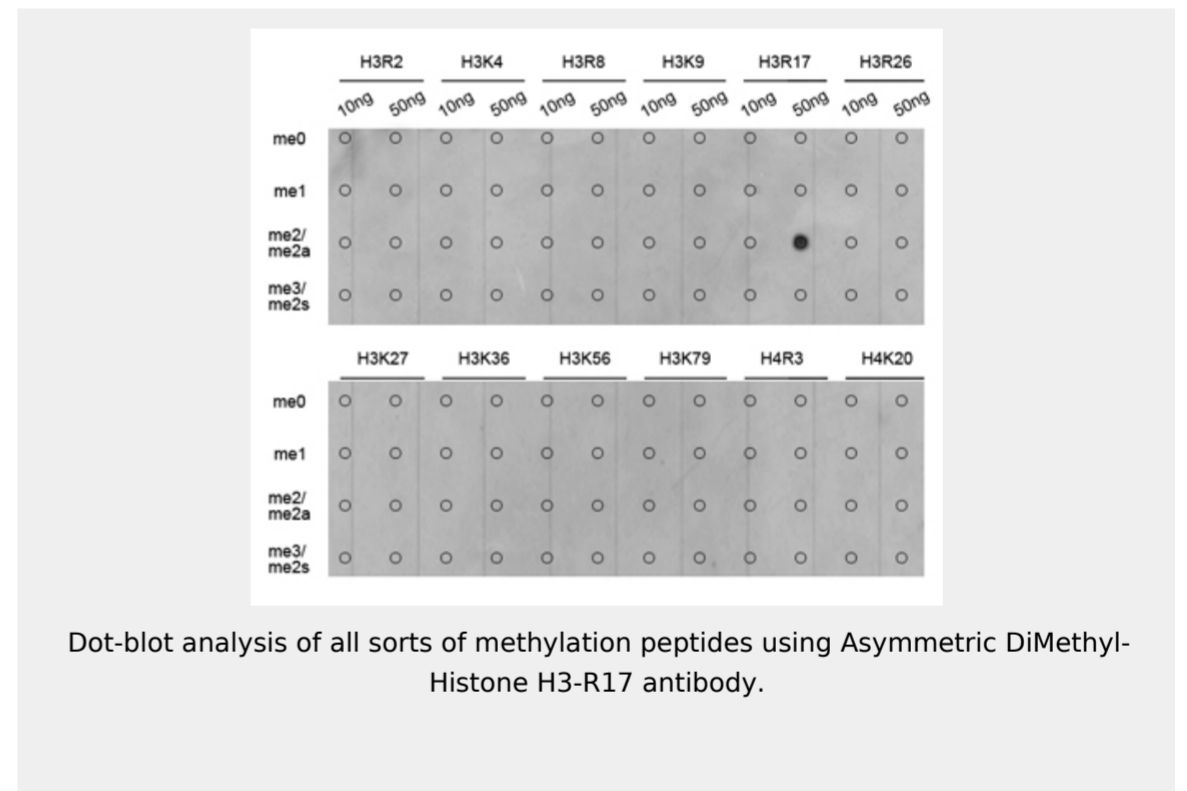 H3R2 H3K4 H3R8 H3K9 H3R17 H3R26
10ng 50ng 10ng 50ng 10ng 50ng 10ng 50ng 10ng 50ng 10ng 50ng
me0
me1
me2/
me2a
me3/
me2s
H3K27 H3K36 H3K56 H3K79 H4R3 H4K20
me0
me1
me2/
me2a
me3/
me2s
Dot-blot analysis of all sorts of methylation peptides using Asymmetric DiMethyl-
Histone H3-R17 antibody.